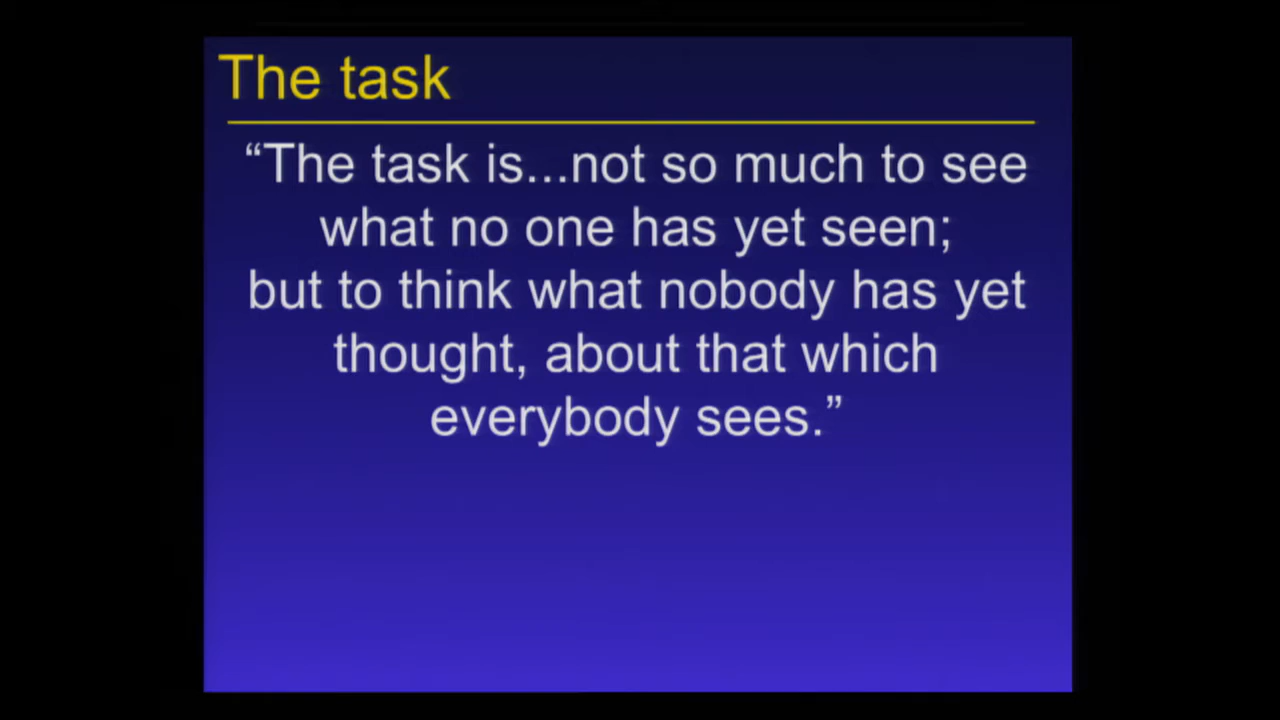 The task
“The task is...not so much to see
what no one has yet seen;
but to think what nobody has yet
thought, about that which
everybody sees.”